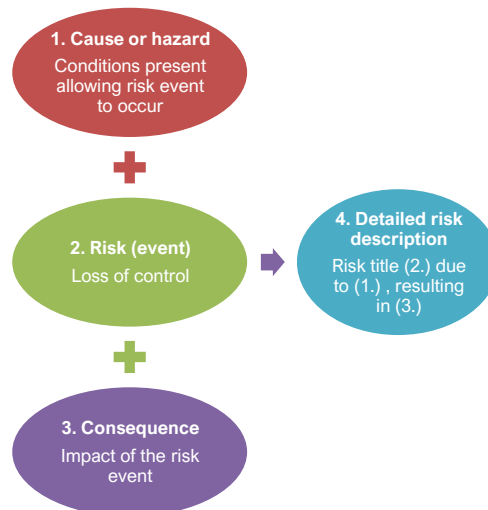 1. Cause or hazard
Conditions present
allowing risk event
to occur
2. Risk (event)
Loss of control
4. Detailed risk
description
Risk title (2.) due
to (1.) , resulting
in (3.)
3. Consequence
Impact of the risk
event